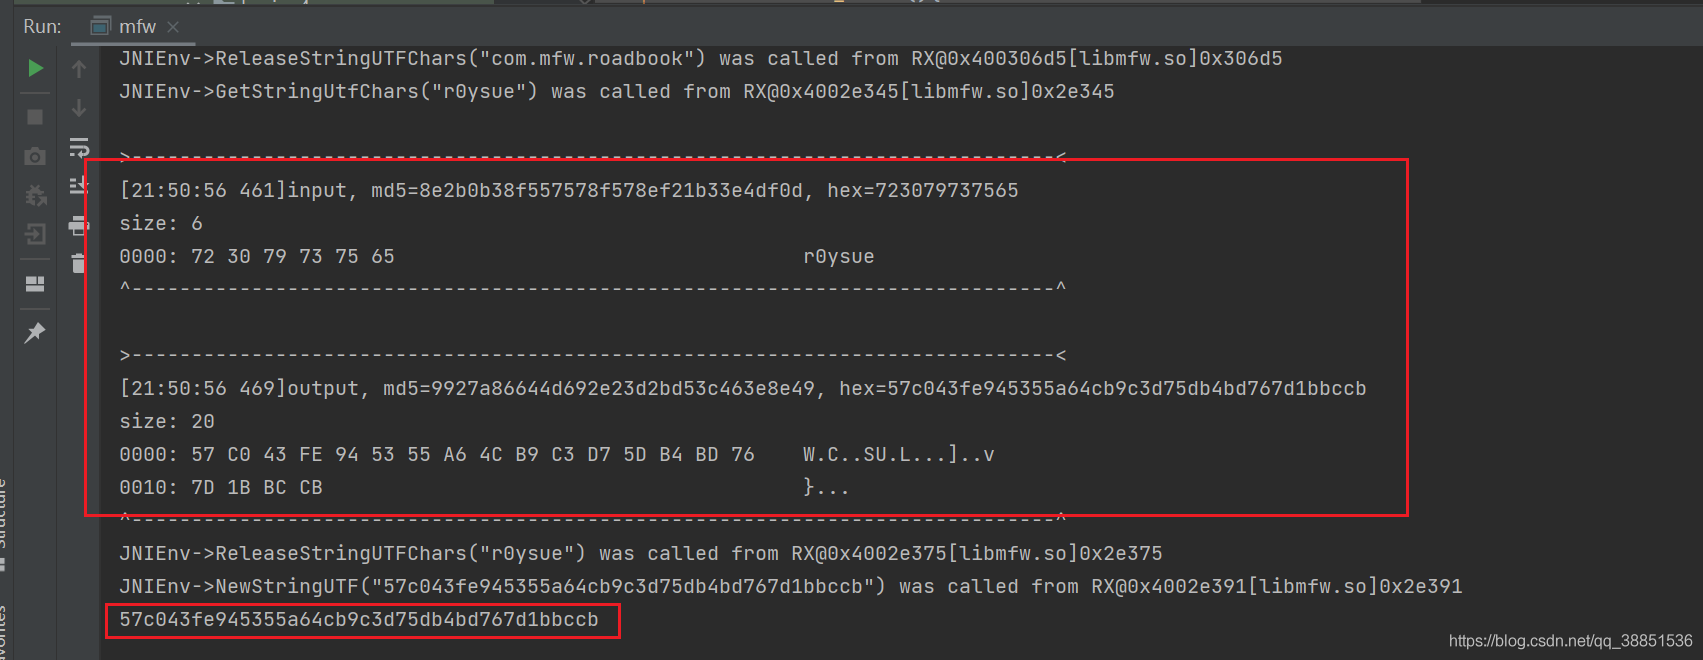 Run: mfw
JNIEnv->ReleaseStringUTFChars("com.mfw.roadbook") was called from RX@0x400306d5[libmfw.so]0x306d5
JNIEnv->GetStringUtfChars("r0ysue") was called from RX@0x4002e345[libmfw.so]0x2e345
>-----------------------------------------------------------------------------<
[21:50:56 461]input, md5=8e2b0b38f557578f578ef21b33e4df0d, hex=723079737565
size: 6
0000: 72 30 79 73 75 65                                  r0ysue
^-----------------------------------------------------------------------------^
>-----------------------------------------------------------------------------<
[21:50:56 469]output, md5=9927a86644d692e23d2bd53c463e8e49, hex=57c043fe945355a64cb9c3d75db4bd767d1bbccb
size: 20
0000: 57 C0 43 FE 94 53 55 A6 4C B9 C3 D7 5D B4 BD 76    W.C..SU.L...]..v
0010: 7D 1B BC CB                                        }...
^-----------------------------------------------------------------------------^
JNIEnv->ReleaseStringUTFChars("r0ysue") was called from RX@0x4002e375[libmfw.so]0x2e375
JNIEnv->NewStringUTF("57c043fe945355a64cb9c3d75db4bd767d1bbccb") was called from RX@0x4002e391[libmfw.so]0x2e391
57c043fe945355a64cb9c3d75db4bd767d1bbccb
https://blog.csdn.net/qq_38851536